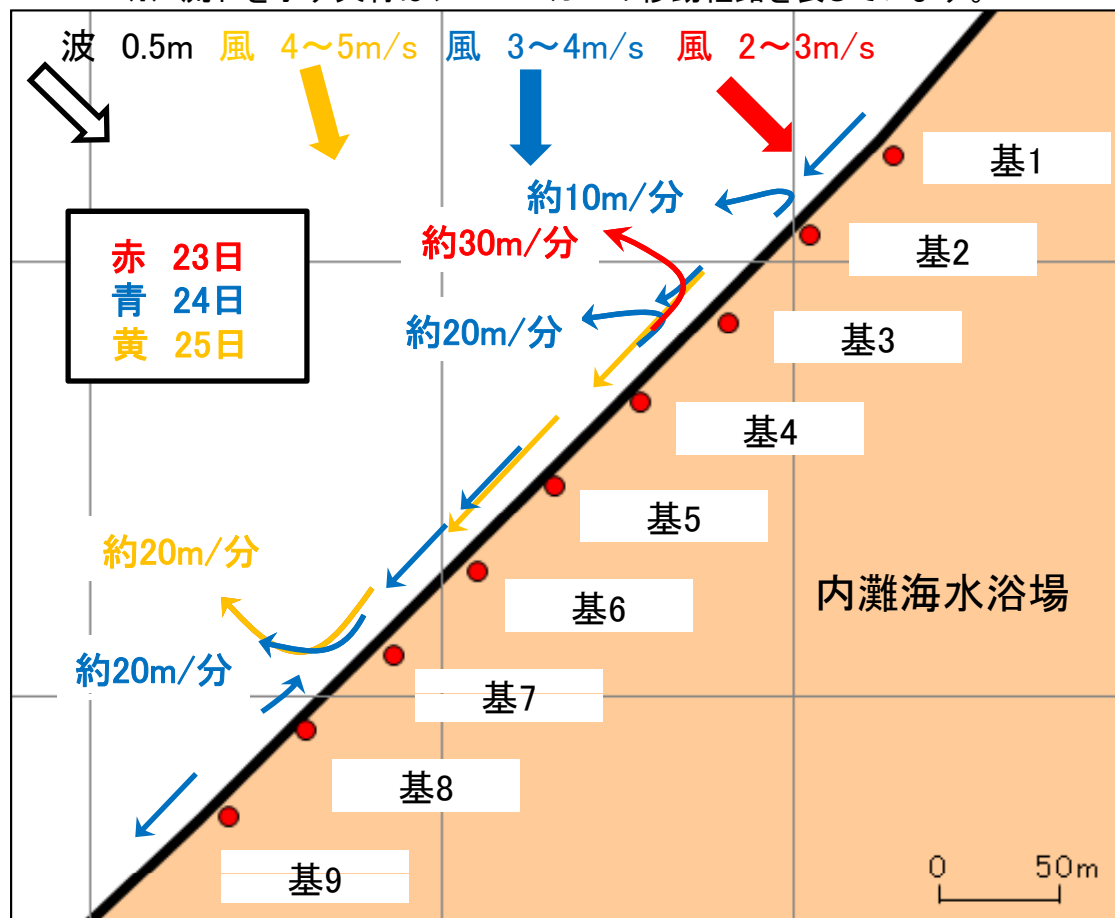 波 0.5m 風 4～5m/s 風 3～4m/s 風 2～3m/s
基1
約10m/分
基2
約30m/分
赤 23日
青 24日
黄 25日
約20m/分
基3
基4
基5
約20m/分
基6
内灘海水浴場
約20m/分
基7
基8
基9
0 50m